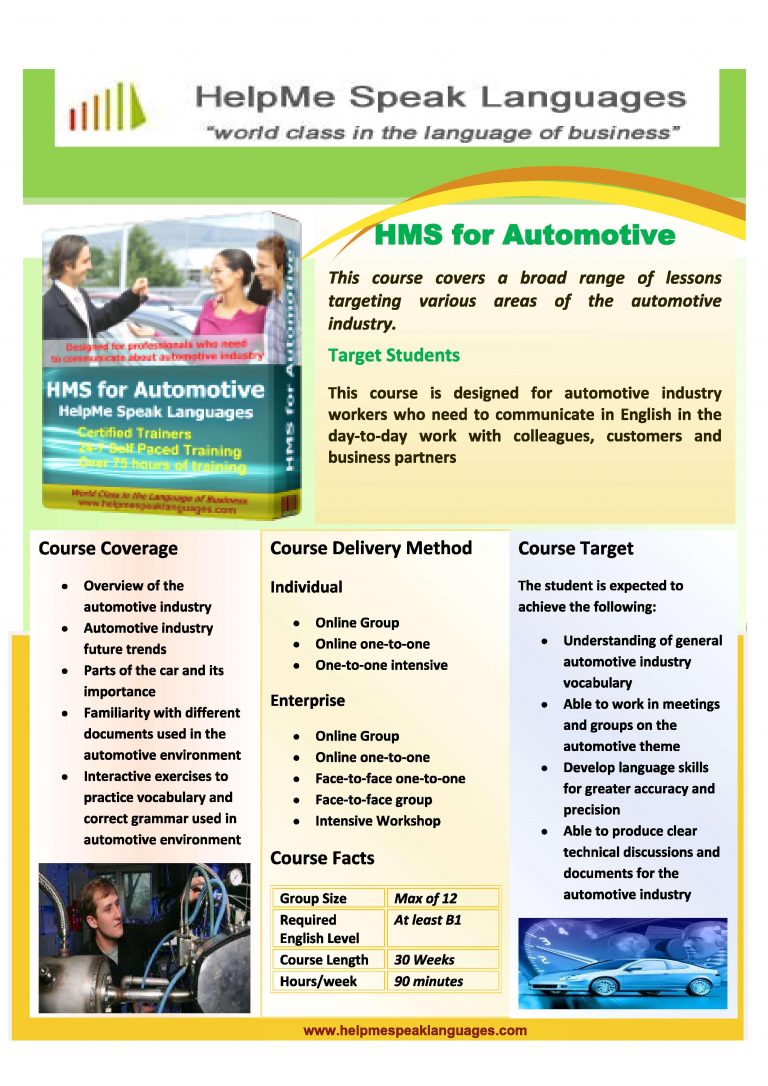 HelpMe Speak Languages
"world class in the language of business"
HMS for Automotive
This course covers a broad range of lessons
targeting various areas of the automotive
industry.
Target Students
This course is designed for automotive industry
workers who need to communicate in English in the
day-to-day work with colleagues, customers and
business partners
Designed for professionals who need
to communicate about automotive industry
HMS for Automotive
HelpMe Speak Languages
Certified Trainers
24-7 Self Paced Training
Over 75 hours of training
World Class in the Language of Business
www.helpmespeaklanguages.com
HMS for Automotive
Course Coverage
• Overview of the
automotive industry
• Automotive industry
future trends
• Parts of the car and its
importance
• Familiarity with different
documents used in the
automotive environment
• Interactive exercises to
practice vocabulary and
correct grammar used in
automotive environment
Course Delivery Method
Individual
• Online Group
• Online one-to-one
• One-to-one intensive
Enterprise
• Online Group
• Online one-to-one
• Face-to-face one-to-one
• Face-to-face group
• Intensive Workshop
Course Facts
Group Size Max of 12
Required At least B1
English Level
Course Length 30 Weeks
Hours/week 90 minutes
Course Target
The student is expected to
achieve the following:
• Understanding of general
automotive industry
vocabulary
• Able to work in meetings
and groups on the
automotive theme
• Develop language skills
for greater accuracy and
precision
• Able to produce clear
technical discussions and
documents for the
automotive industry
www.helpmespeaklanguages.com